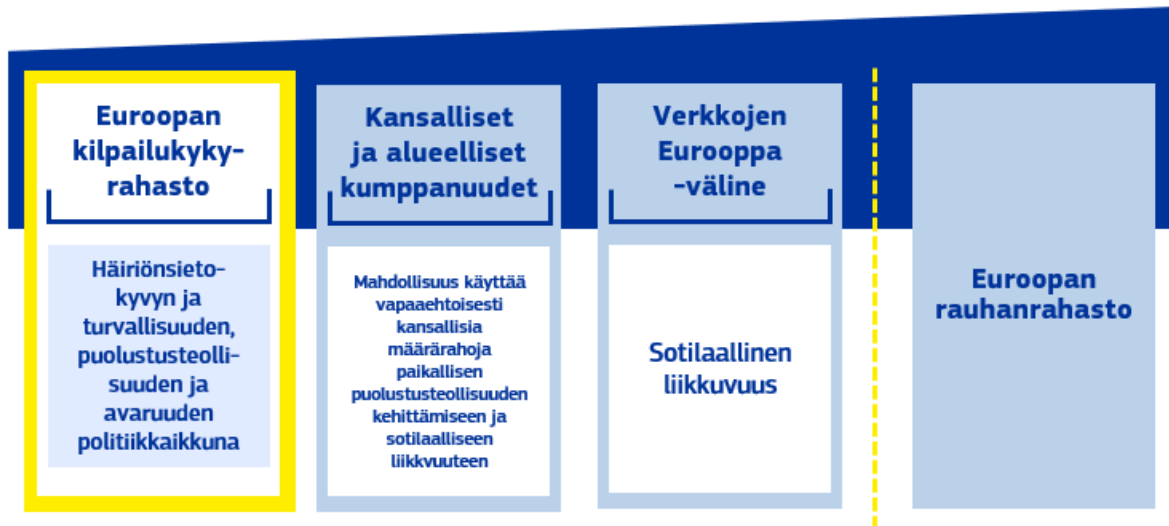 Euroopan
kilpailukyky-
rahasto
Häiriönsieto-
kyvyn ja
turvallisuuden,
puolustusteolli-
suuden ja
avaruuden
politiikkaikkuna
Kansalliset
ja alueelliset
kumppanuudet
Mahdollisuus käyttää
vapaaehtoisesti
kansallisia
määrärahoja
paikallisen
puolustusteollisuuden
kehittämiseen ja
sotilaalliseen
liikkvuuteen
Verkkojen
Eurooppa
-väline
Sotilaallinen
liikkuvuus
Euroopan
rauhanrahasto